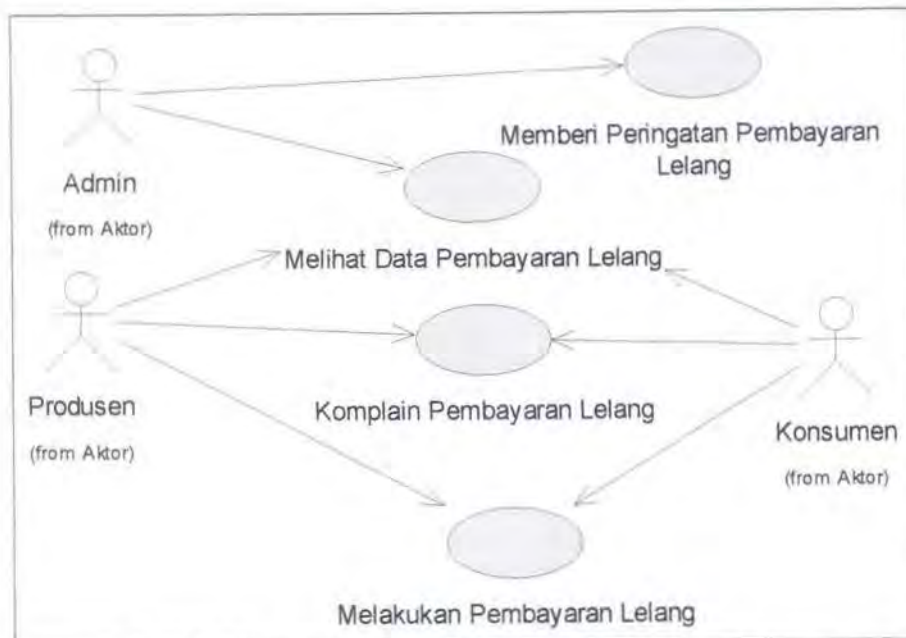 Memberi Peringatan Pembayaran
Lelang
Admin
(from Aktor)
Melihat Data Pembayaran Lelang
Produsen
(from Aktor)
Komplain Pembayaran Lelang
Konsumen
(from Aktor)
Melakukan Pembayaran Lelang